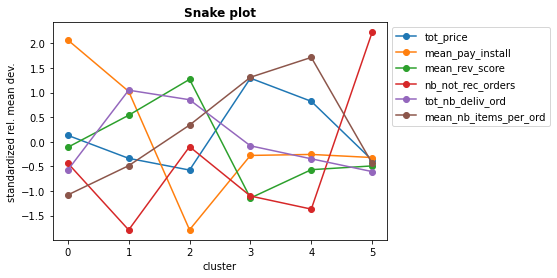 Snake plot
standardized rel. mean dev.
2.0
1.5
1.0
0.5
0.0
−0.5
−1.0
−1.5
0 1 2 3 4 5
cluster
tot_price
mean_pay_install
mean_rev_score
nb_not_rec_orders
tot_nb_deliv_ord
mean_nb_items_per_ord